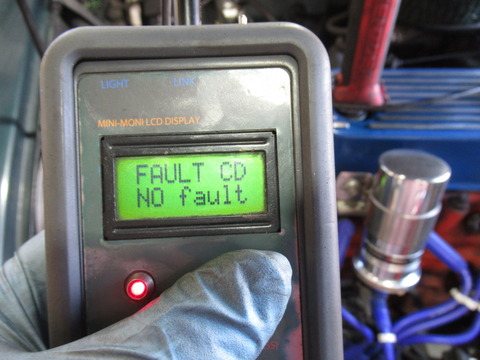 LIGHT LINK
MINI-MONI LCD DISPLAY
FAULT CD
NO fault